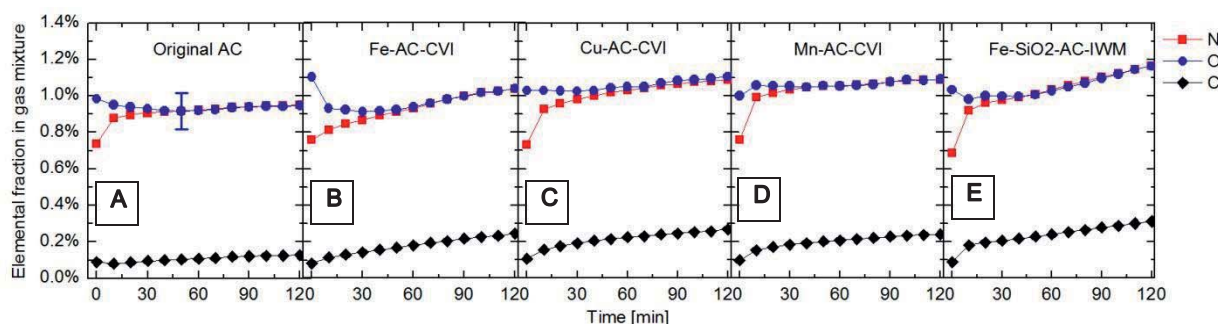 1.4%
1.2%
1.0%
0.8%
0.6%
0.4%
0.2%
0.0%
Elemental fraction in gas mixture
Original AC
Fe-AC-CVI
Cu-AC-CVI
Mn-AC-CVI
Fe-SiO2-AC-IWM
N
O
C
A
B
C
D
E
0 30 60 90 120 30 60 90 120 30 60 90 120 30 60 90 120 30 60 90 120
Time [min]